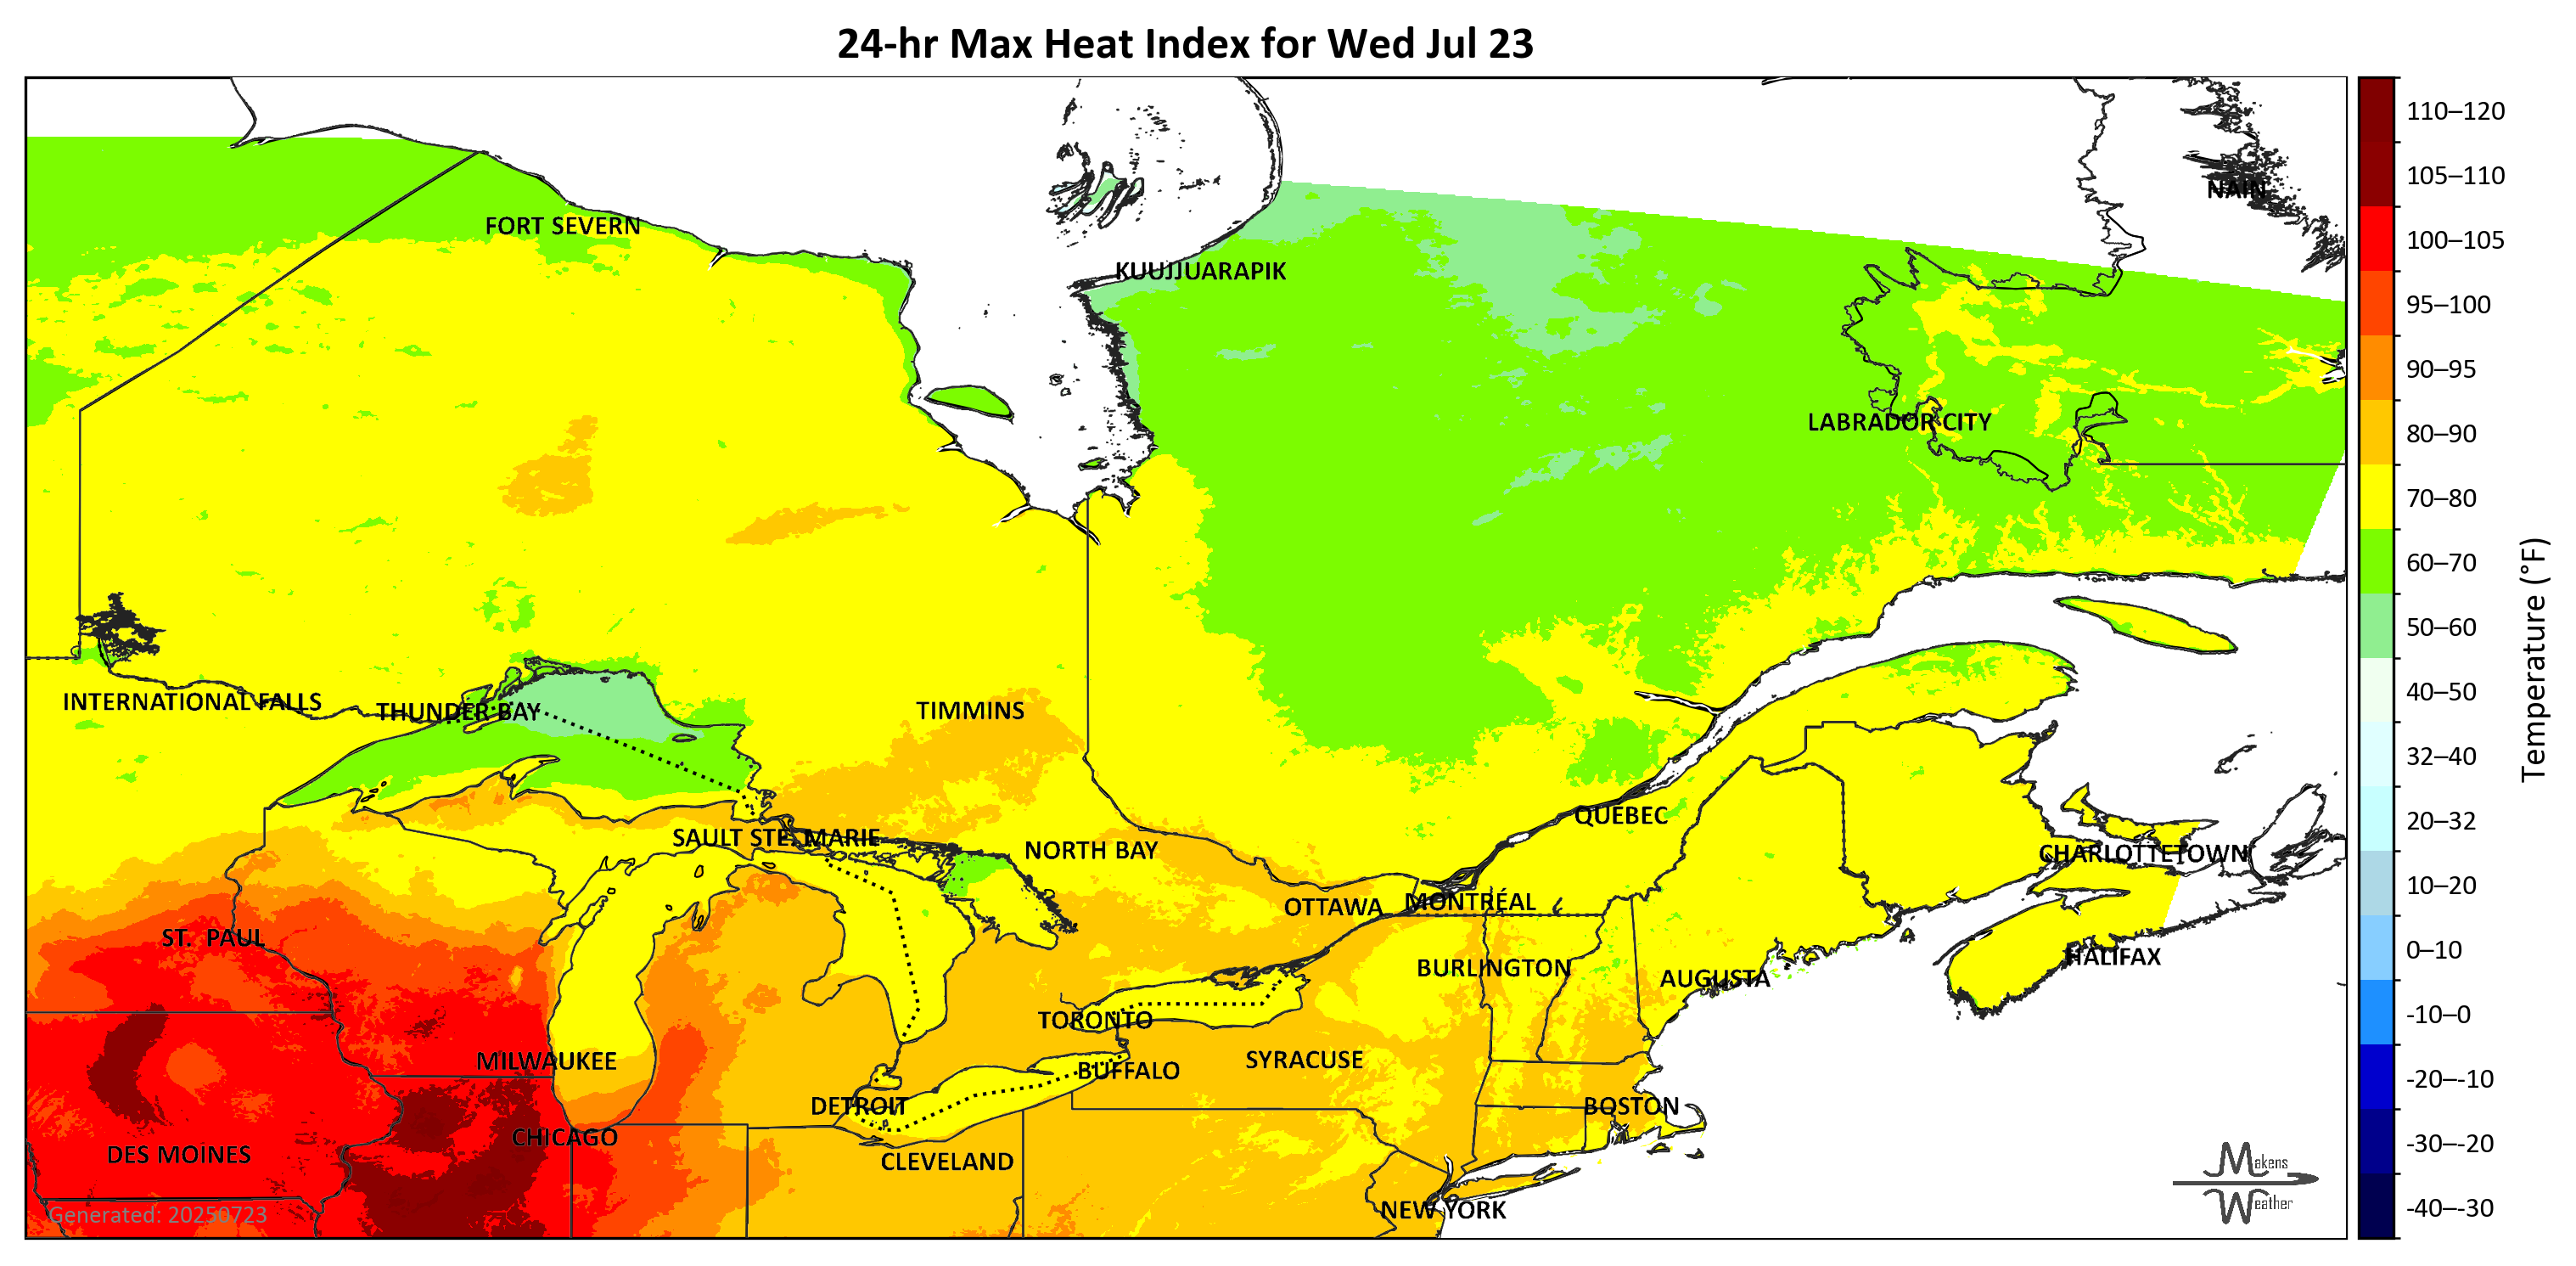 24-hr Max Heat Index for Wed Jul 23
110–120
105–110
NAIN
FORT SEVERN
100–105
KUUJJUARAPIK
95–100
90–95
LABRADOR CITY
80–90
70–80
60–70
50–60
Temperature (°F)
40–50
INTERNATIONAL FALLS
THUNDER BAY
TIMMINS
32–40
QUÉBEC
20–32
SAULT STE. MARIE
NORTH BAY
CHARLOTTETOWN
10–20
OTTAWA
MONTRÉAL
ST. PAUL
0–10
BURLINGTON
HALIFAX
AUGUSTA
-10–0
TORONTO
MILWAUKEE
SYRACUSE
BUFFALO
-20–-10
DETROIT
BOSTON
CHICAGO
-30–-20
DES MOINES
CLEVELAND
Makens
Weather
NEW YORK
-40–-30
Generated: 20250723